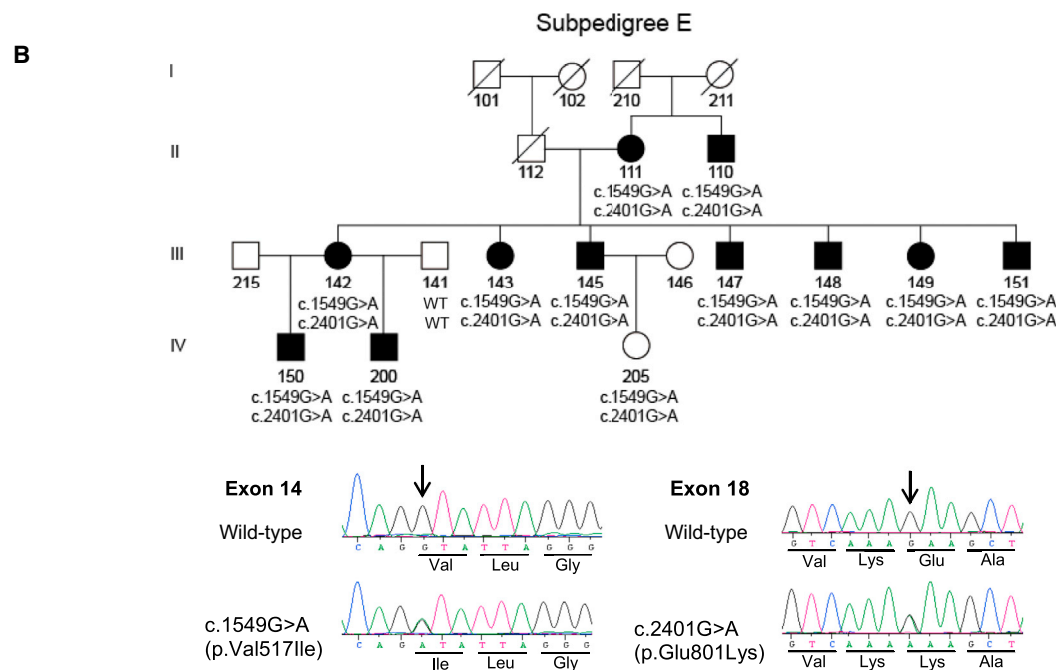 Subpedigree E
B
I
101 102 210 211
II
112 111 110
c.1549G>A c.1549G>A
c.2401G>A c.2401G>A
III
215 142 141 143 145 146 147 148 149 151
c.1549G>A WT c.1549G>A c.1549G>A c.1549G>A c.1549G>A c.1549G>A c.1549G>A
c.2401G>A WT c.2401G>A c.2401G>A c.2401G>A c.2401G>A c.2401G>A c.2401G>A
IV
150 200 205
c.1549G>A c.1549G>A c.1549G>A
c.2401G>A c.2401G>A c.2401G>A
Exon 14
Wild-type
C A G G T A T T A G G G
Val Leu Gly
c.1549G>A
(p.Val517Ile)
C A G A T A T T A G G G
Ile Leu Gly
Exon 18
Wild-type
G T C A A A G A A G C T
Val Lys Glu Ala
c.2401G>A
(p.Glu801Lys)
G T C A A A A A A G C T
Val Lys Lys Ala